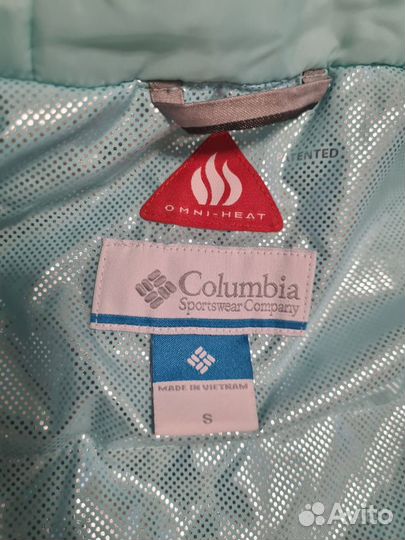 ENTED
OMNI-HEAT
Columbia
Sportswear Company
MADE IN VIETNAM
S
Avito